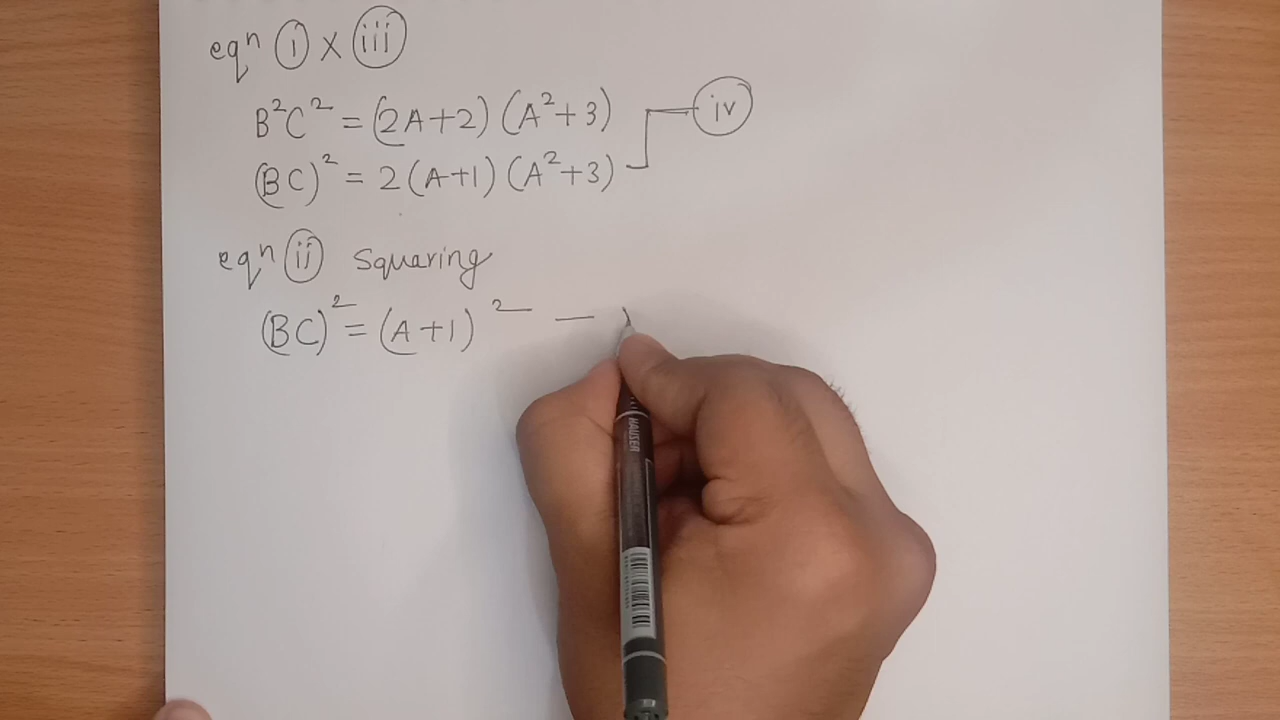 eqn (i) × (iii)
B²C² = (2A+2) (A²+3)
(BC)² = 2(A+1) (A²+3) (iv)
eqn (ii) Squaring
(BC)² = (A+1)² —
HAUSER